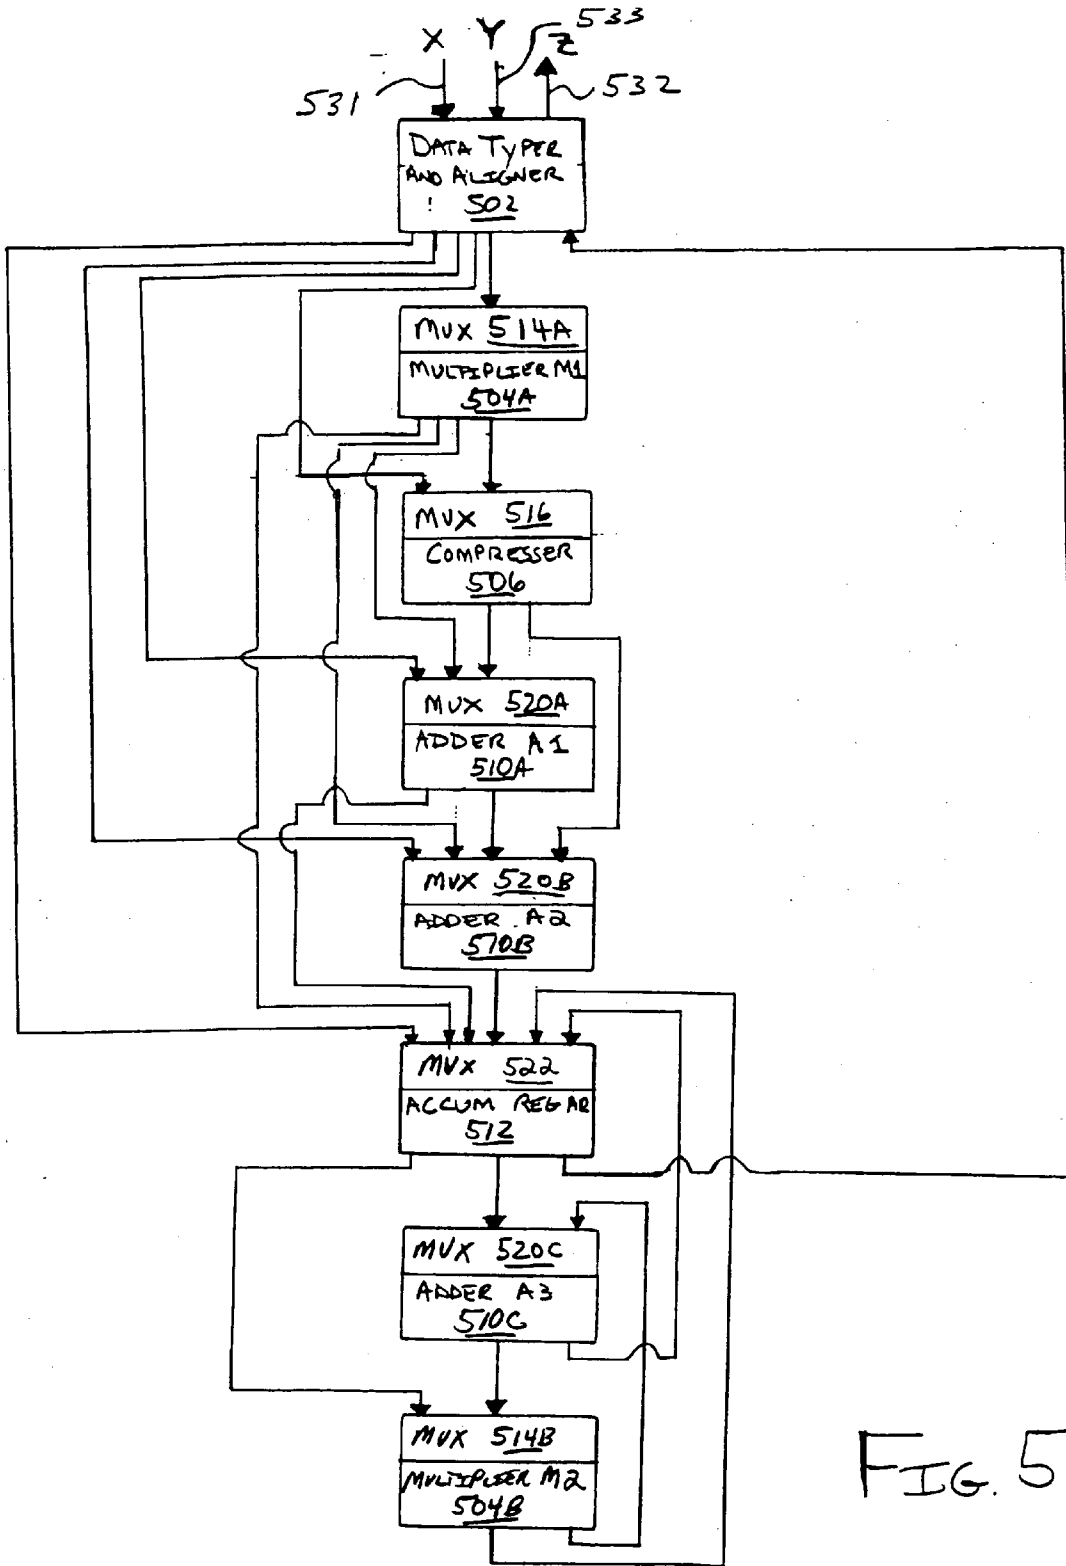 X Y 533
Z
531 532
DATA TYPER
AND ALIGNER
502
MUX 514A
MULTIPLIER M1
504A
MUX 516
COMPRESSER
506
MUX 520A
ADDER A1
510A
MUX 520B
ADDER A2
510B
MUX 522
ACCUM REG AR
512
MUX 520C
ADDER A3
510C
MUX 514B
MULTIPLIER M2
504B
FIG. 5